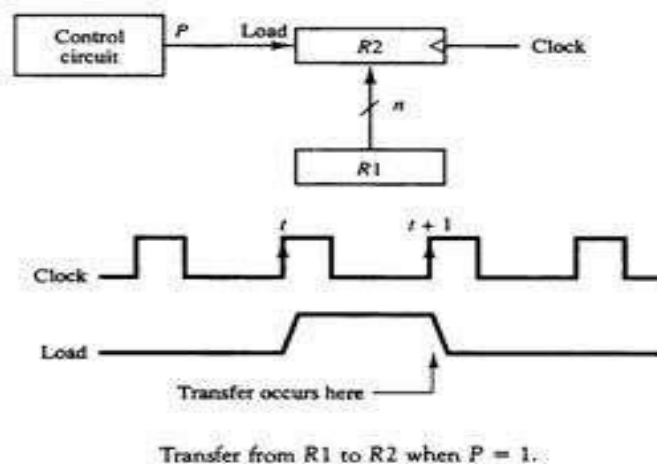 Control
circuit
P
Load
R2
Clock
n
R1
t
t + 1
Clock
Load
Transfer occurs here
Transfer from R1 to R2 when P = 1.